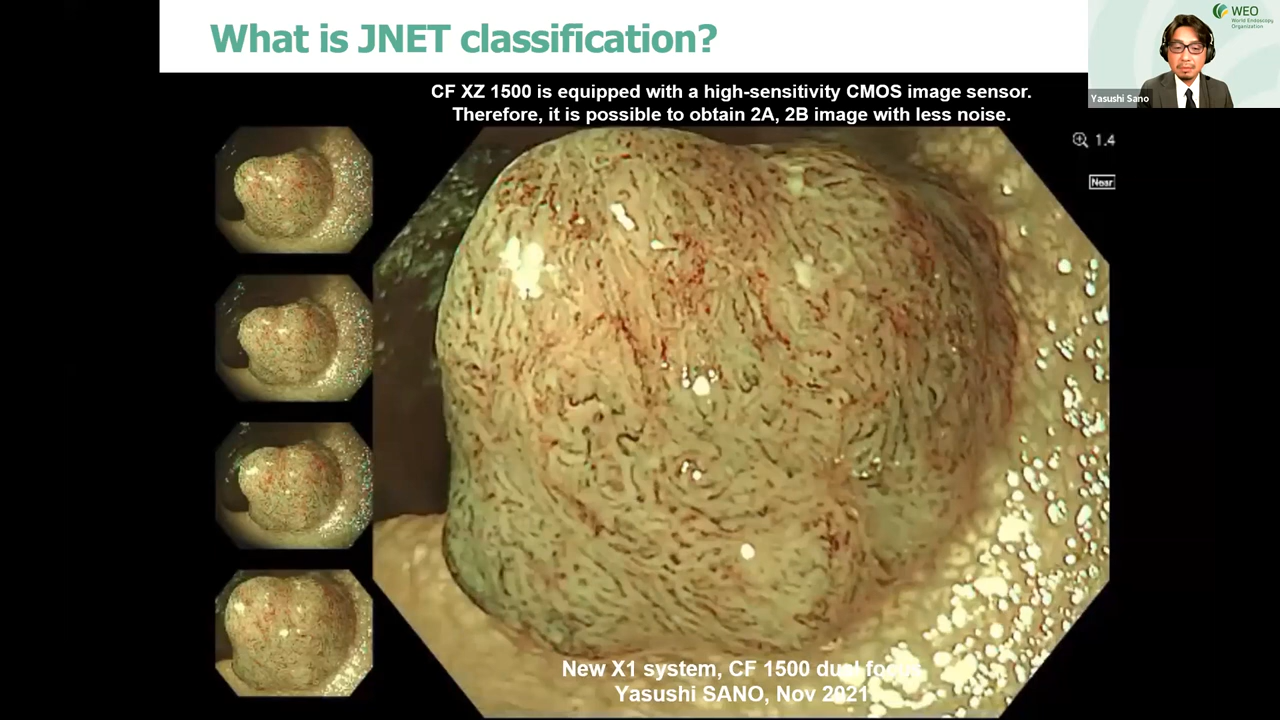 What is JNET classification?
WEO
World Endoscopy
Organization
Yasushi Sano
CF XZ 1500 is equipped with a high-sensitivity CMOS image sensor.
Therefore, it is possible to obtain 2A, 2B image with less noise.
1.4
Near
New X1 system, CF 1500 dual focus
Yasushi SANO, Nov 2021